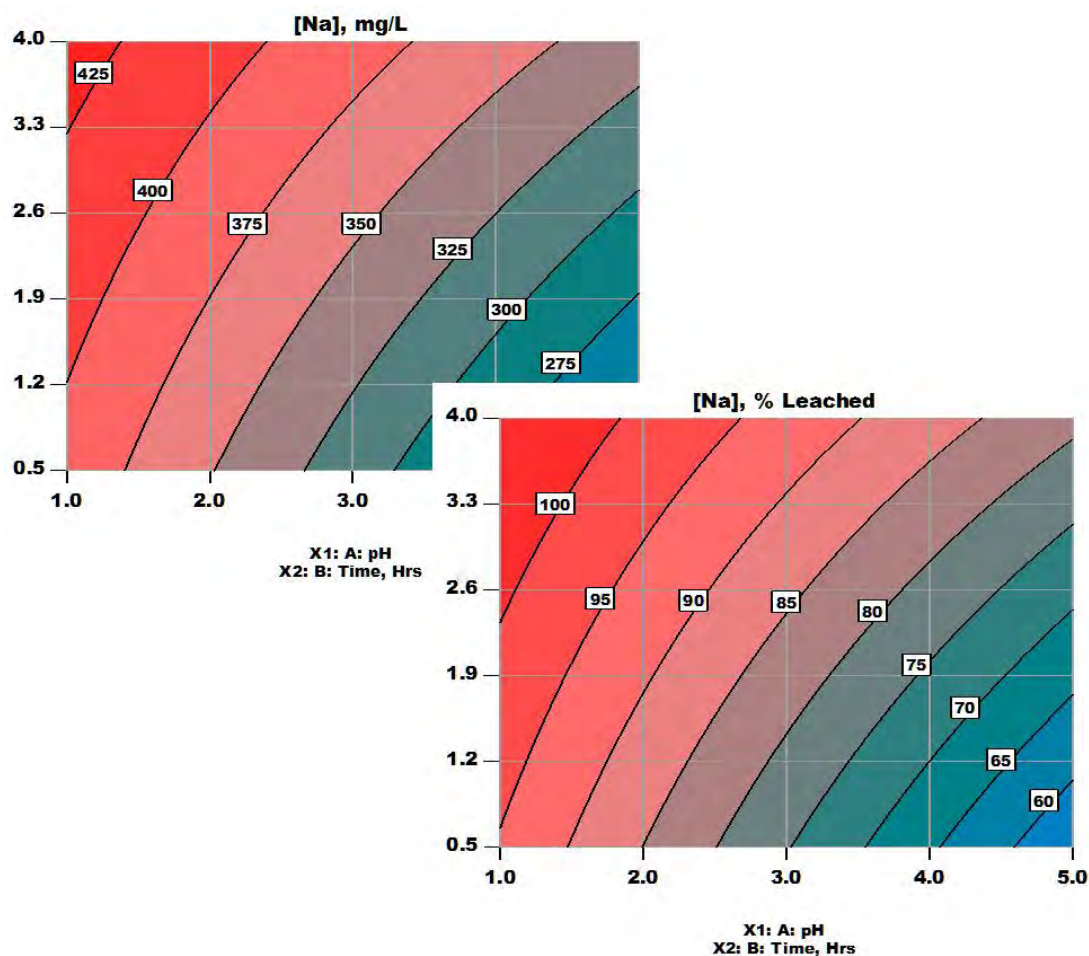 [Na], mg/L
4.0
425
3.3
400
2.6
375
350
325
1.9
300
275
1.2
0.5
1.0 2.0 3.0
X1: A: pH
X2: B: Time, Hrs
[Na], % Leached
4.0
3.3
100
2.6
95 90 85 80
1.9
75
70
1.2
65
60
0.5
1.0 2.0 3.0 4.0 5.0
X1: A: pH
X2: B: Time, Hrs